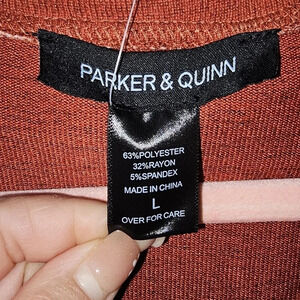 PARKER & QUINN
63%POLYESTER
32%RAYON
5%SPANDEX
MADE IN CHINA
L
OVER FOR CARE